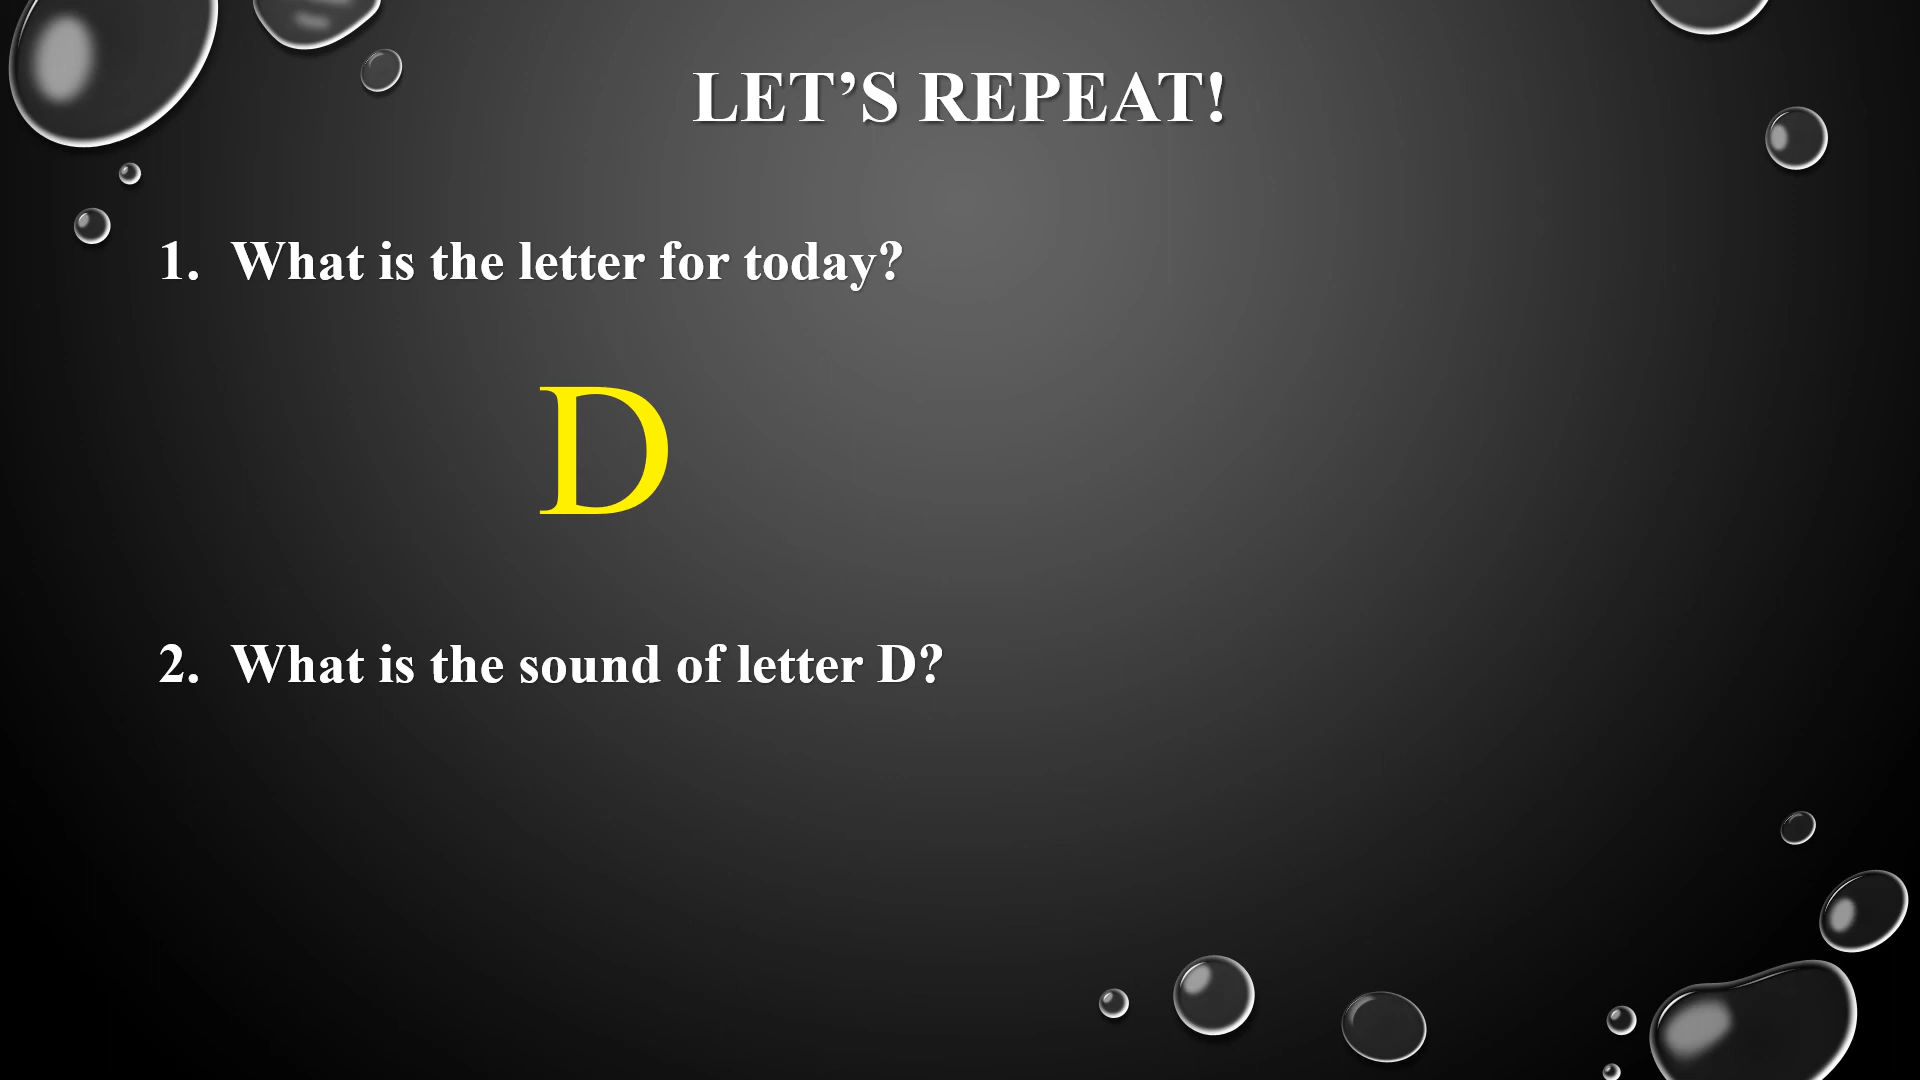 LET’S REPEAT!
1. What is the letter for today?
D
2. What is the sound of letter D?